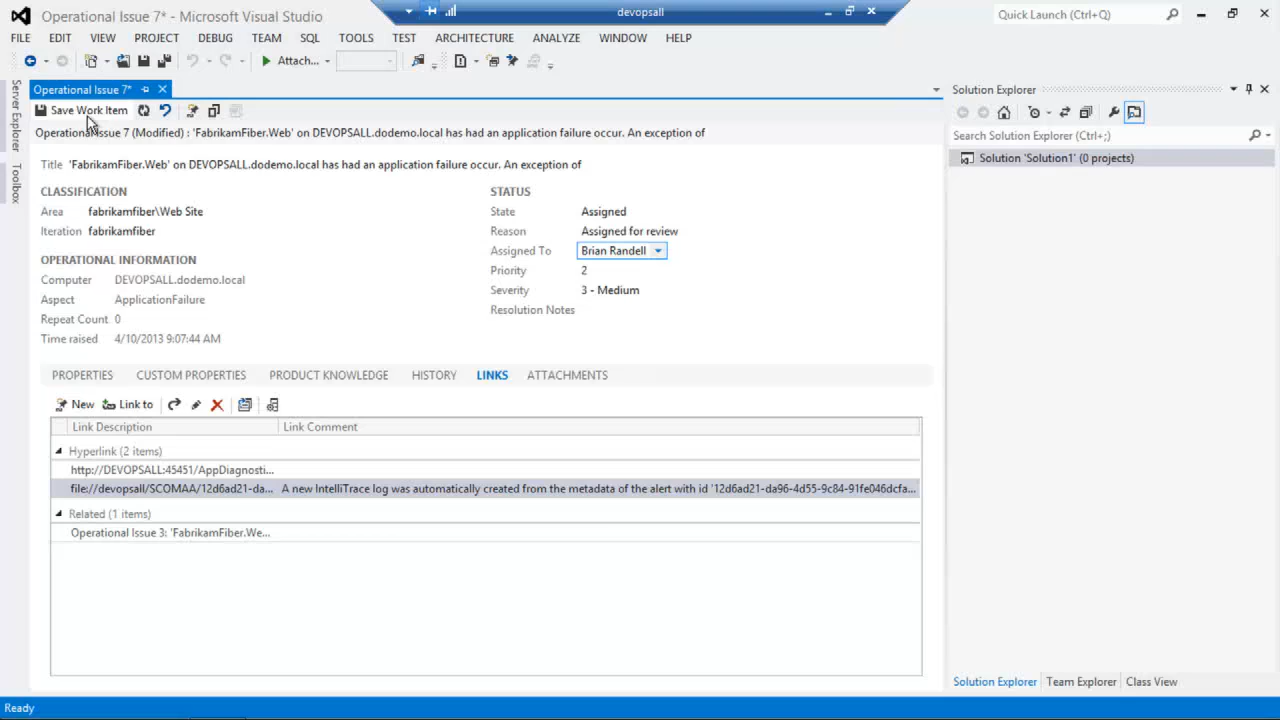 Operational Issue 7* - Microsoft Visual Studio
devopsall
Quick Launch (Ctrl+Q)
FILE EDIT VIEW PROJECT DEBUG TEAM SQL TOOLS TEST ARCHITECTURE ANALYZE WINDOW HELP
Attach...
Server Explorer
Toolbox
Operational Issue 7*
Save Work Item
Operational Issue 7 (Modified) : 'FabrikamFiber.Web' on DEVOPSALL.dodemo.local has had an application failure occur. An exception of
Title 'FabrikamFiber.Web' on DEVOPSALL.dodemo.local has had an application failure occur. An exception of
CLASSIFICATION
Area fabrikamfiber\Web Site
Iteration fabrikamfiber
OPERATIONAL INFORMATION
Computer DEVOPSALL.dodemo.local
Aspect ApplicationFailure
Repeat Count 0
Time raised 4/10/2013 9:07:44 AM
STATUS
State Assigned
Reason Assigned for review
Assigned To Brian Randell
Priority 2
Severity 3 - Medium
Resolution Notes
PROPERTIES CUSTOM PROPERTIES PRODUCT KNOWLEDGE HISTORY LINKS ATTACHMENTS
New Link to
Link Description Link Comment
Hyperlink (2 items)
http://DEVOPSALL:45451/AppDiagnosti...
file://devopsall/SCOMAA/12d6ad21-da... A new IntelliTrace log was automatically created from the metadata of the alert with id '12d6ad21-da96-4d55-9c84-91fe046dcfa...
Related (1 items)
Operational Issue 3: 'FabrikamFiber.We...
Solution Explorer
Search Solution Explorer (Ctrl+;)
Solution 'Solution1' (0 projects)
Solution Explorer Team Explorer Class View
Ready